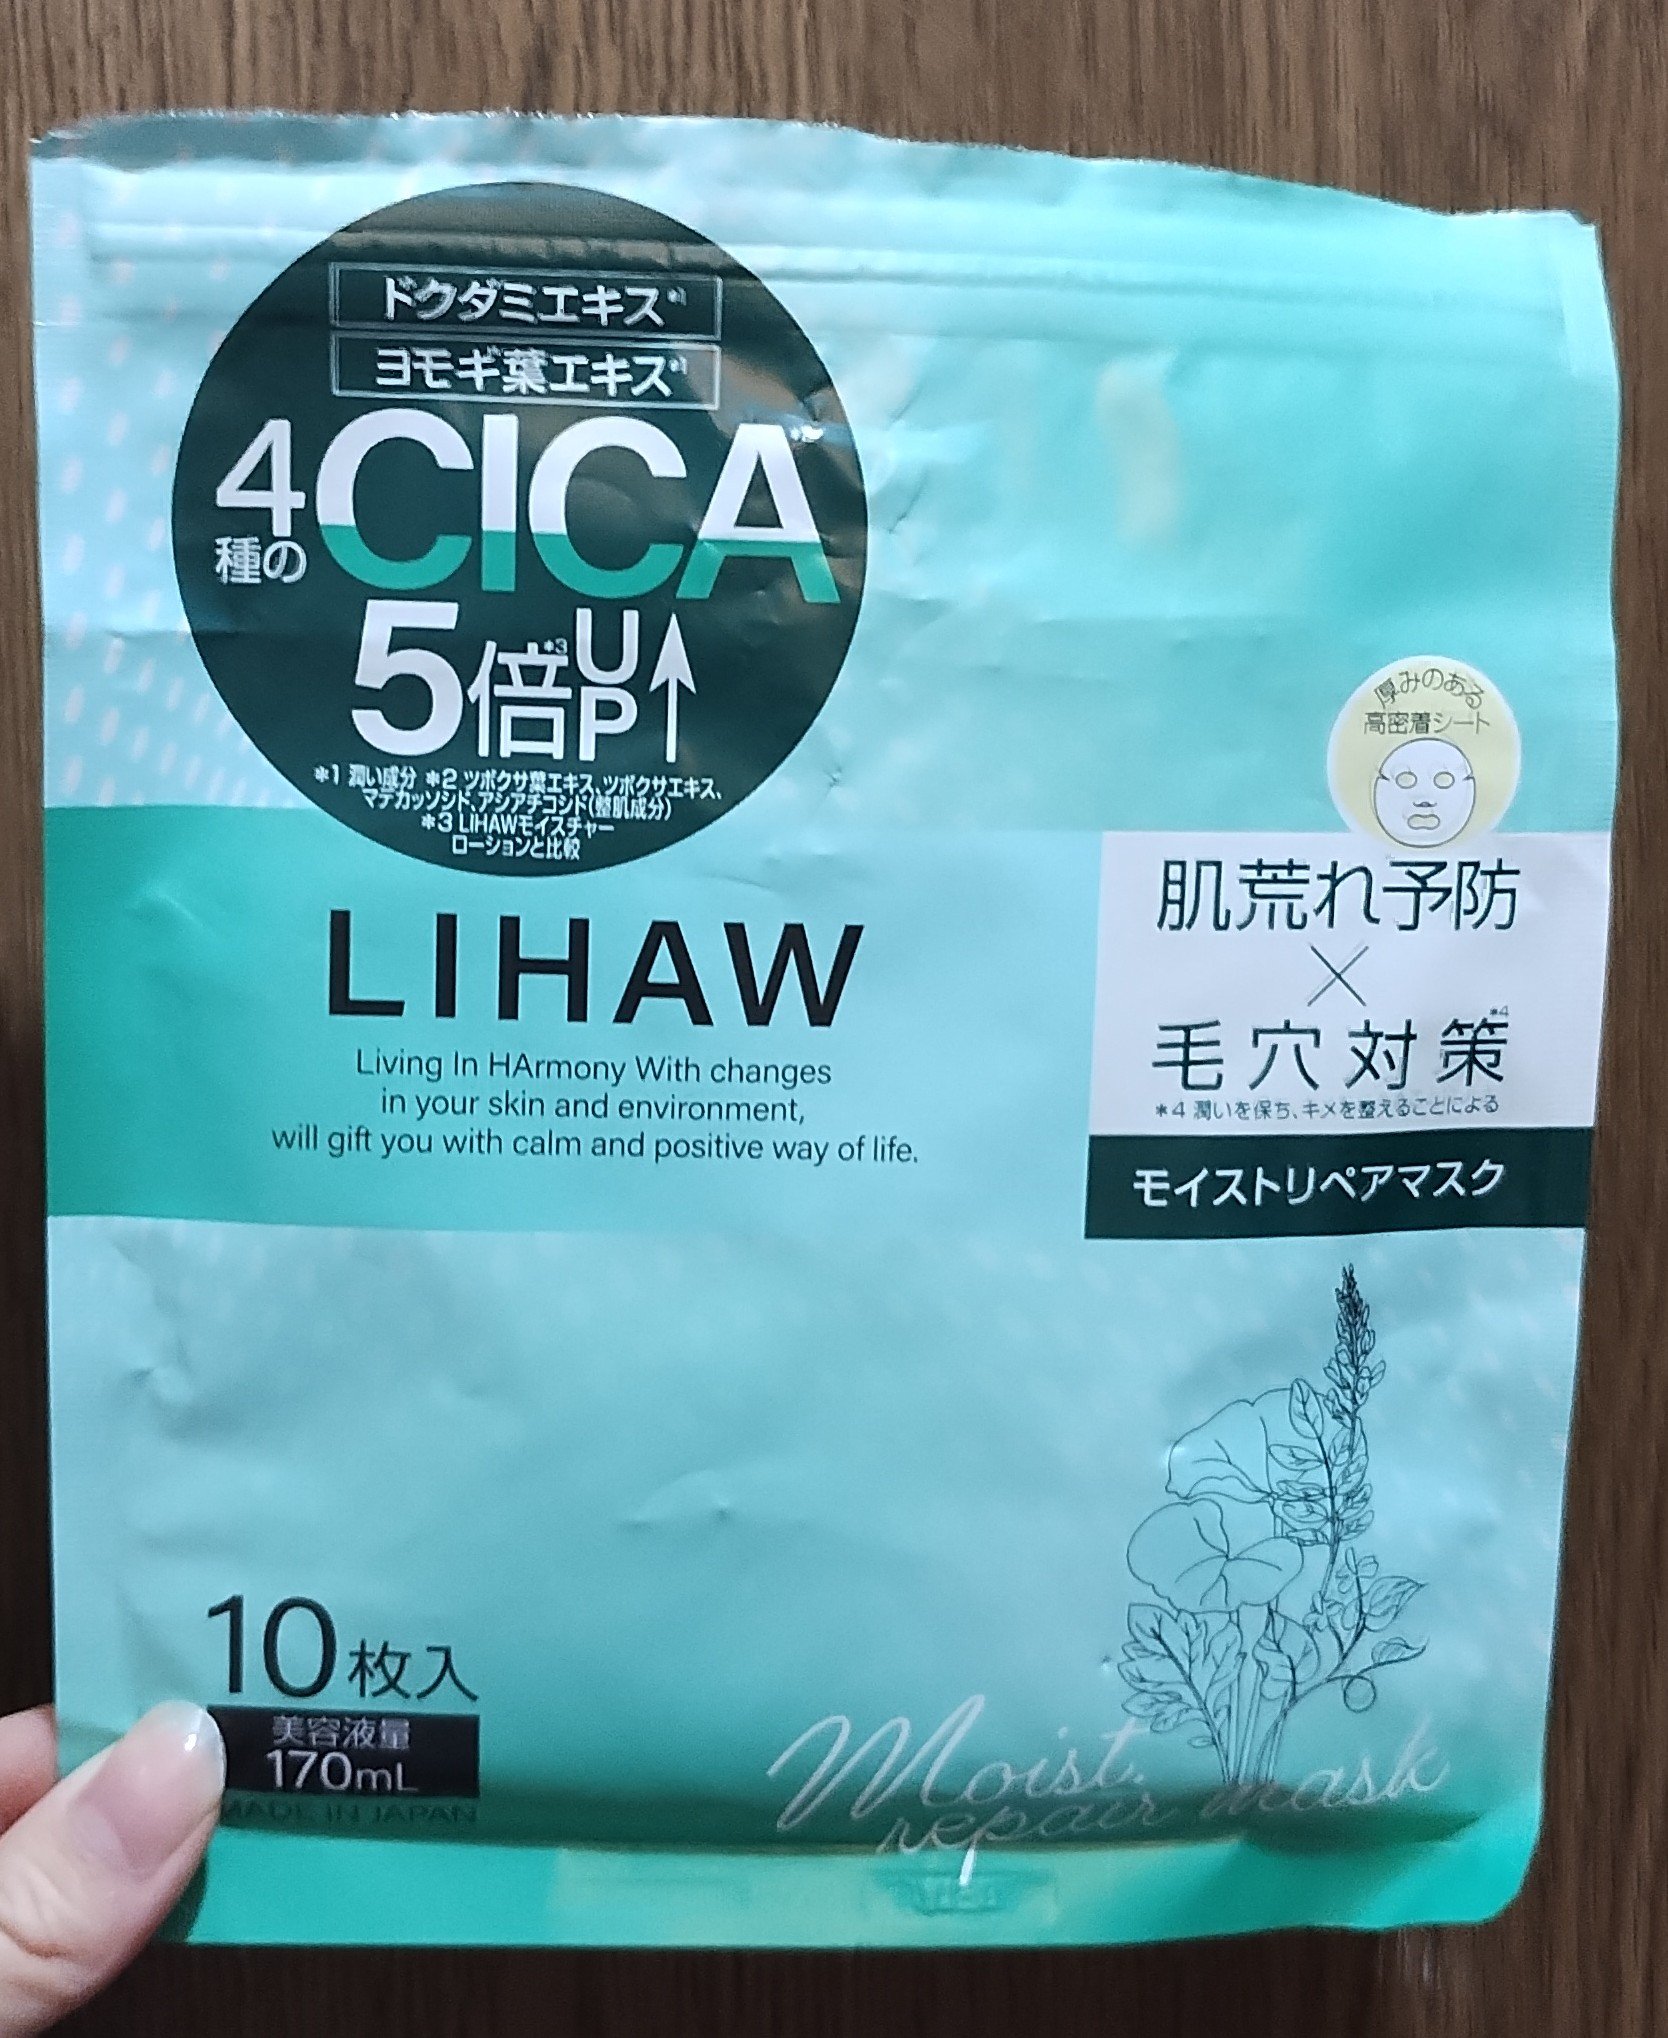 ドクダミエキス*1
ヨモギ葉エキス*1
4種のCICA*2
5倍*3UP↑
*1 潤い成分 *2 ツボクサ葉エキス、ツボクサエキス、
マデカッソシド、アシアチコシド(整肌成分)
*3 LIHAWモイスチャー
ローションと比較
LIHAW
Living In HArmony With changes
in your skin and environment,
will gift you with calm and positive way of life.
厚みのある
高密着シート
肌荒れ予防
×
毛穴対策*4
*4 潤いを保ち、キメを整えることによる
モイストリペアマスク
10枚入
美容液量
170mL
MADE IN JAPAN
Moist
repair mask